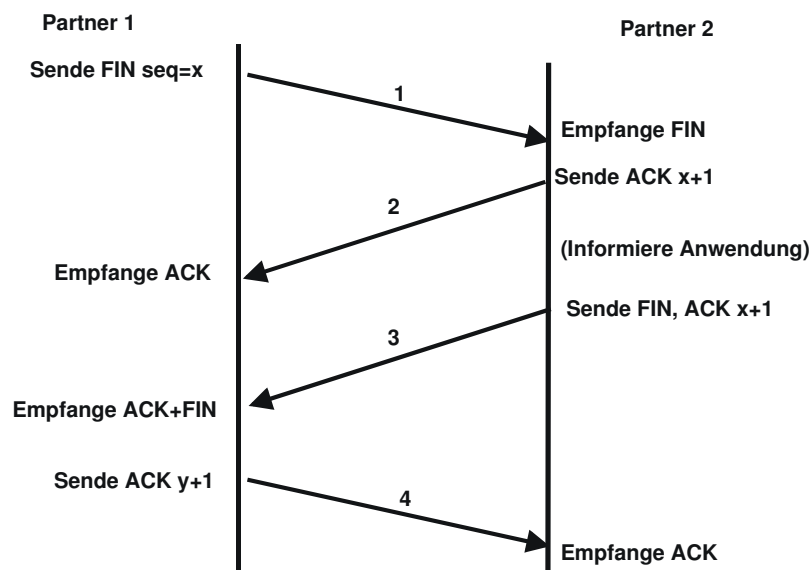 Partner 1
Partner 2
Sende FIN seq=x
1
Empfange FIN
Sende ACK x+1
2
(Informiere Anwendung)
Empfange ACK
Sende FIN, ACK x+1
3
Empfange ACK+FIN
Sende ACK y+1
4
Empfange ACK